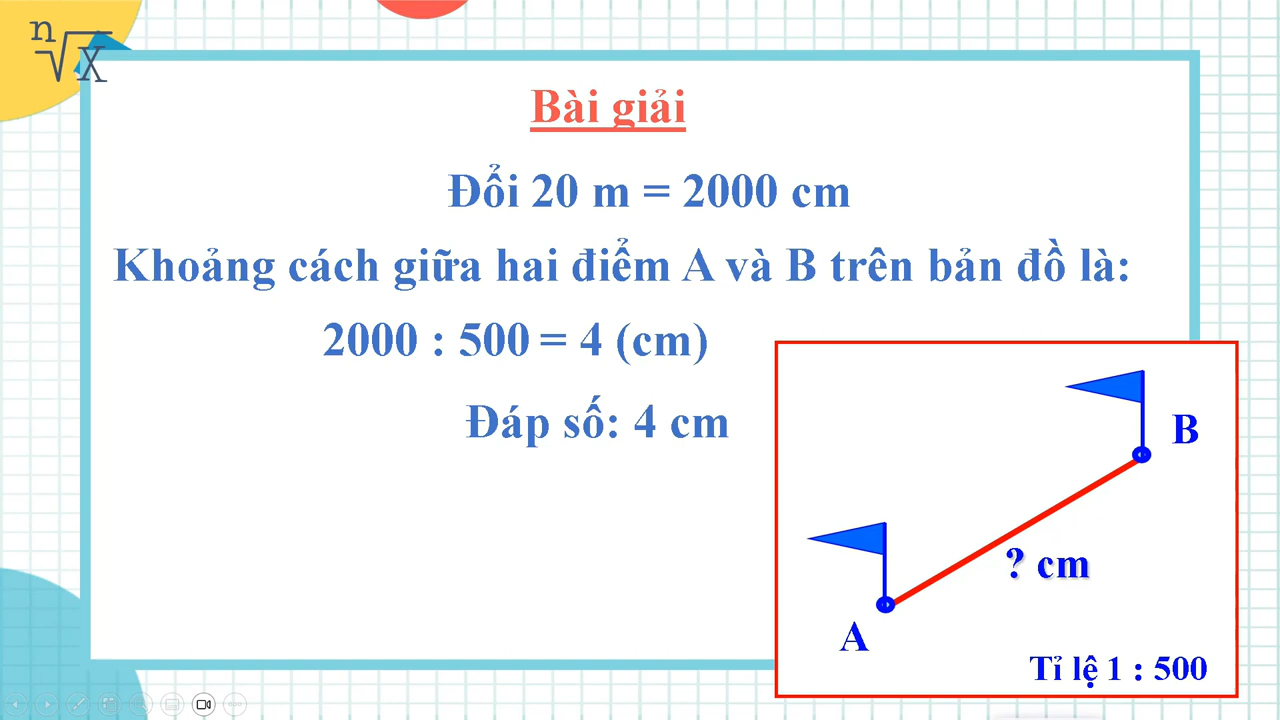 n√X
Bài giải
Đổi 20 m = 2000 cm
Khoảng cách giữa hai điểm A và B trên bản đồ là:
2000 : 500 = 4 (cm)
Đáp số: 4 cm
B
? cm
A
Tỉ lệ 1 : 500